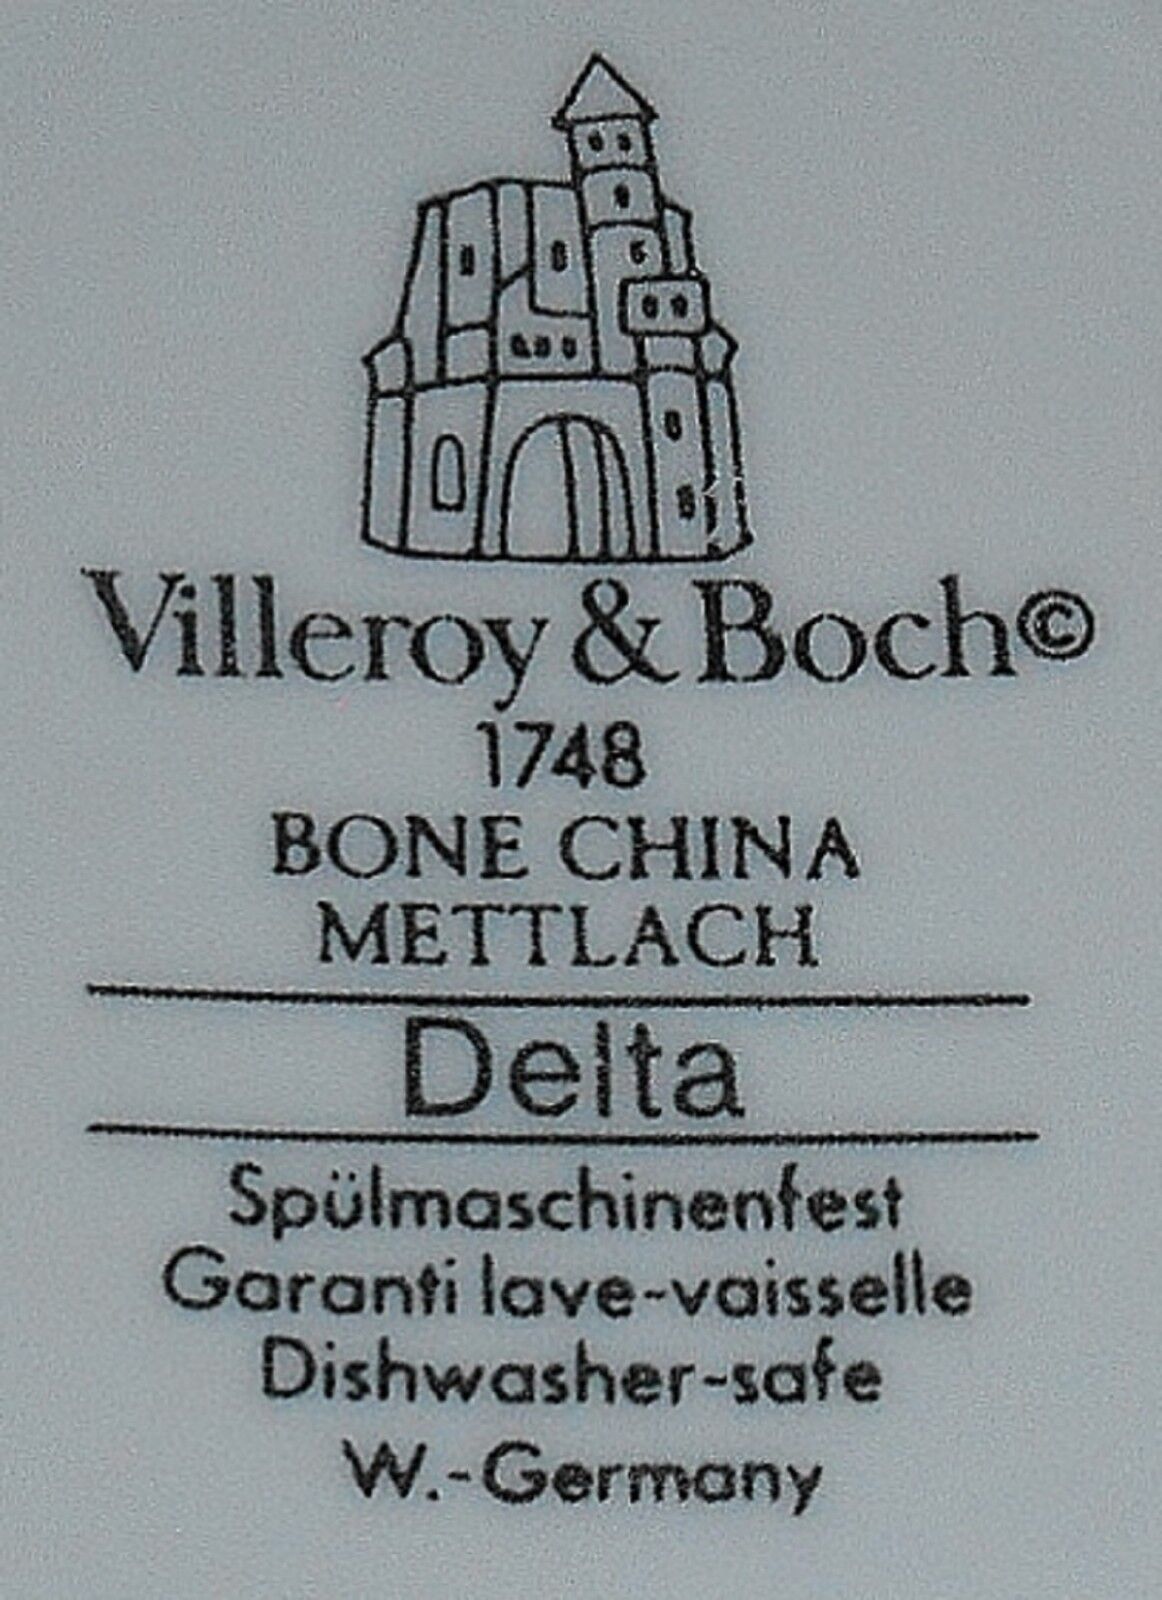 Villeroy & Boch©
1748
BONE CHINA
METTLACH
Delta
Spülmaschinenfest
Garanti lave-vaisselle
Dishwasher-safe
W.-Germany